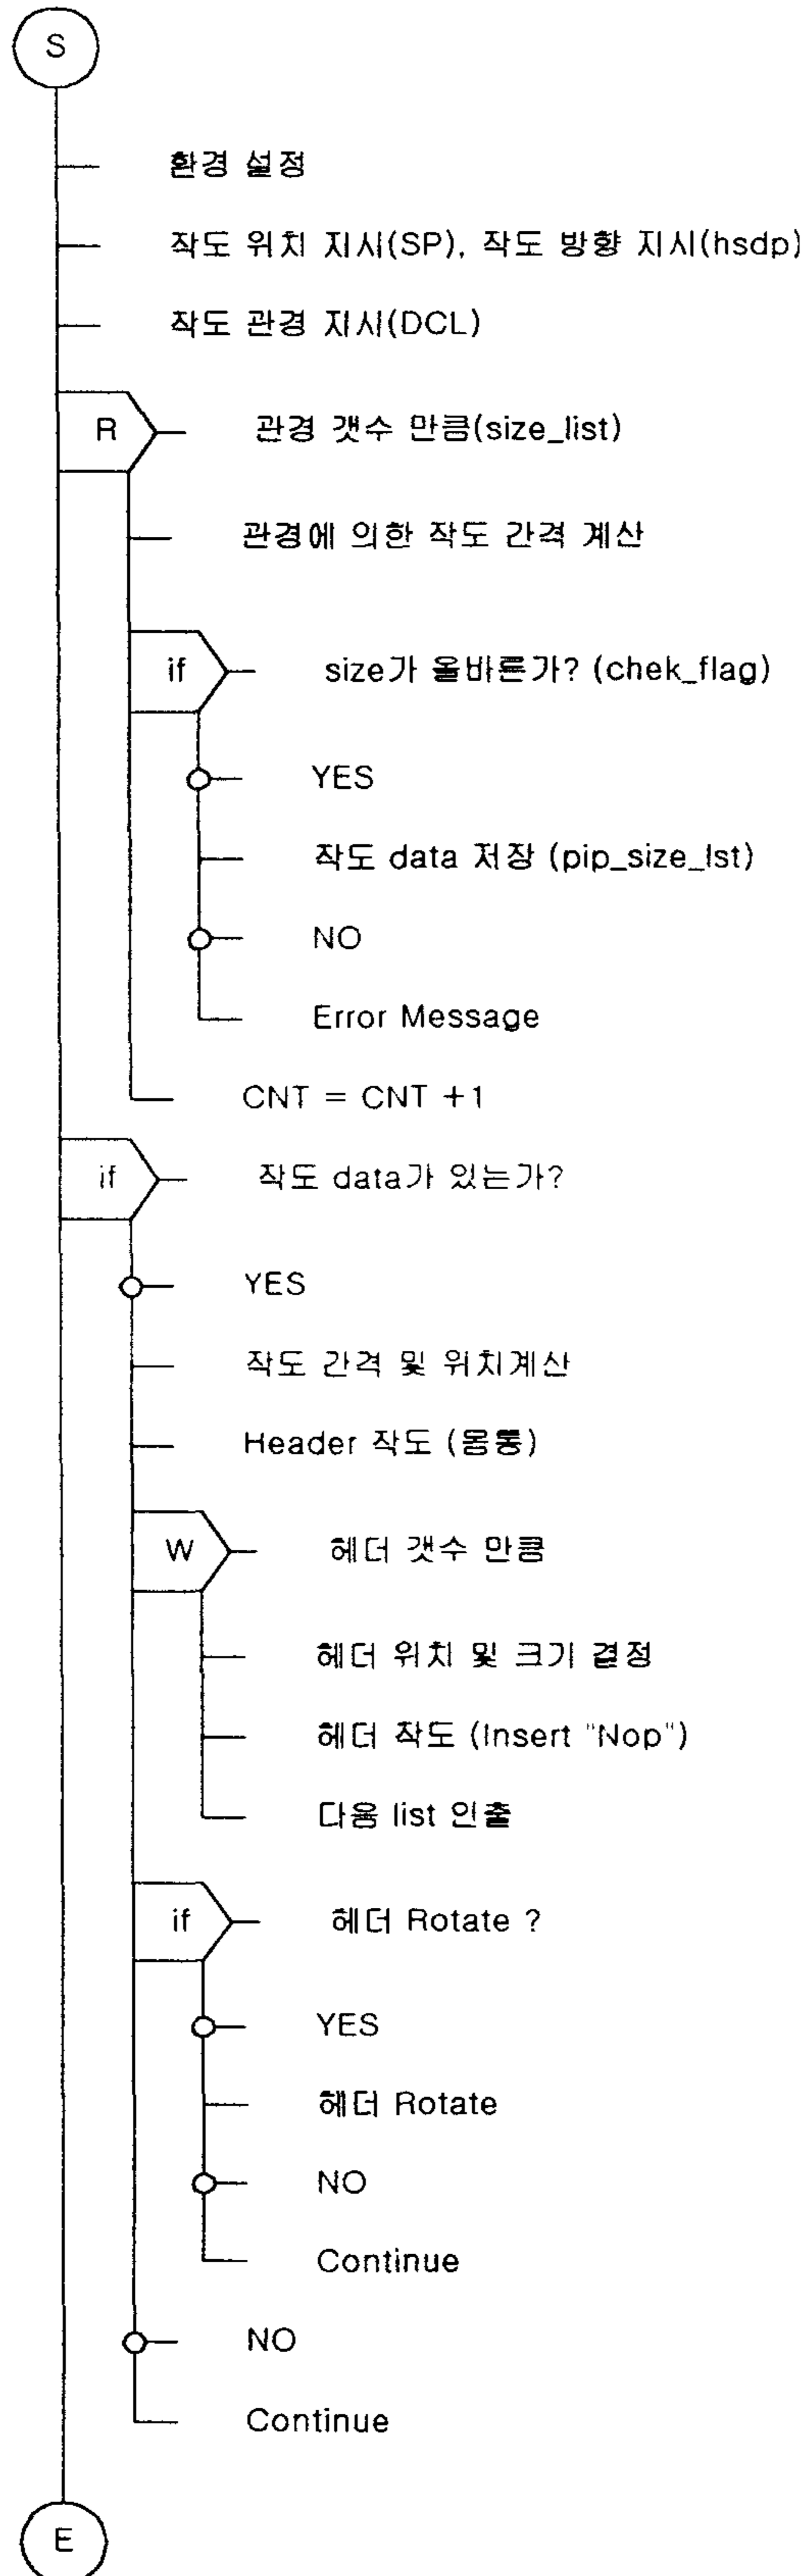 S
환경 설정
작도 위치 지시(SP), 작도 방향 지시(hsdp)
작도 관경 지시(DCL)
R 관경 갯수 만큼(size_list)
관경에 의한 작도 간격 계산
if size가 올바른가? (chek_flag)
YES
작도 data 저장 (pip_size_lst)
NO
Error Message
CNT = CNT +1
if 작도 data가 있는가?
YES
작도 간격 및 위치계산
Header 작도 (몸통)
W 헤더 갯수 만큼
헤더 위치 및 크기 결정
헤더 작도 (Insert "Nop")
다음 list 인출
if 헤더 Rotate ?
YES
헤더 Rotate
NO
Continue
NO
Continue
E